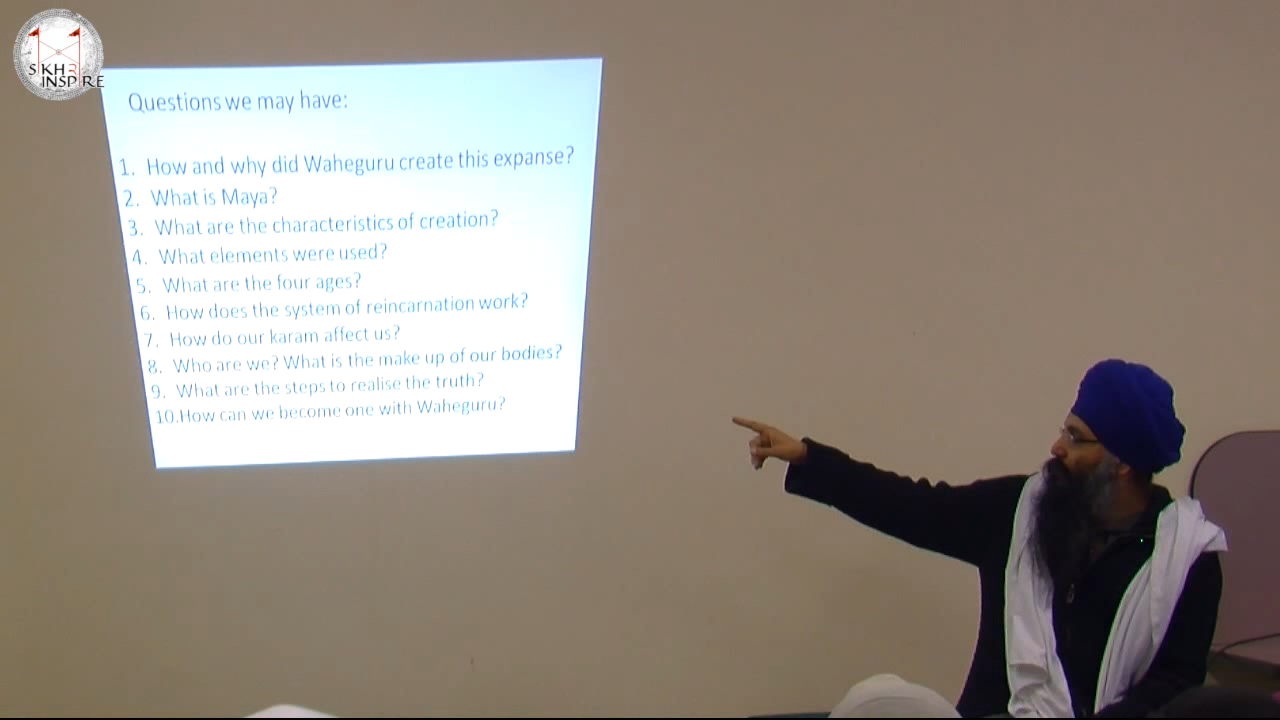 SIKH2
INSPIRE
Questions we may have:
1. How and why did Waheguru create this expanse?
2. What is Maya?
3. What are the characteristics of creation?
4. What elements were used?
5. What are the four ages?
6. How does the system of reincarnation work?
7. How do our karam affect us?
8. Who are we? What is the make up of our bodies?
9. What are the steps to realise the truth?
10.How can we become one with Waheguru?